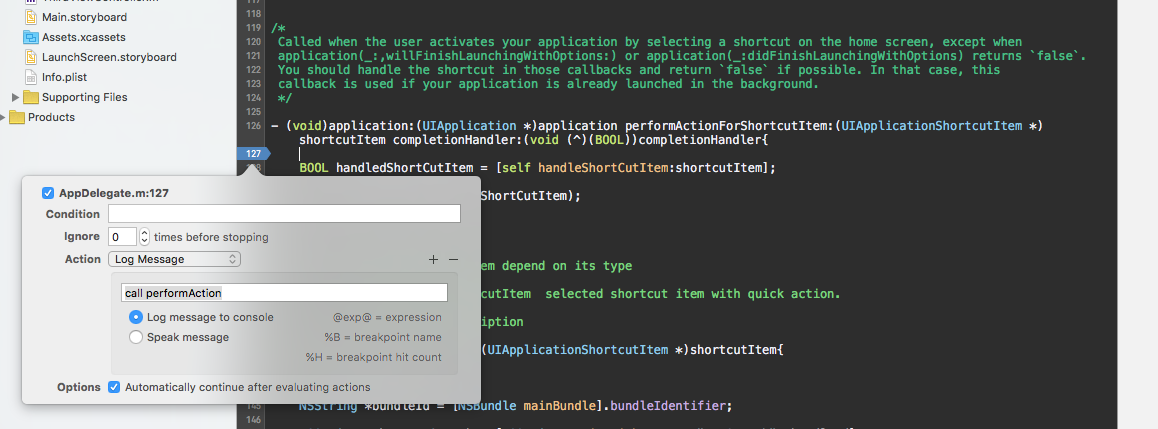 Main.storyboard
Assets.xcassets
LaunchScreen.storyboard
Info.plist
Supporting Files
Products
118
119 /*
120 Called when the user activates your application by selecting a shortcut on the home screen, except when
121 application(_:,willFinishLaunchingWithOptions:) or application(_:didFinishLaunchingWithOptions) returns `false`.
122 You should handle the shortcut in those callbacks and return `false` if possible. In that case, this
123 callback is used if your application is already launched in the background.
124 */
125
126 - (void)application:(UIApplication *)application performActionForShortcutItem:(UIApplicationShortcutItem *)
shortcutItem completionHandler:(void (^)(BOOL))completionHandler{
127
BOOL handledShortCutItem = [self handleShortCutItem:shortcutItem];
AppDelegate.m:127
ShortCutItem);
Condition
Ignore 0 times before stopping
Action Log Message + −
em depend on its type
call performAction
cutItem selected shortcut item with quick action.
Log message to console @exp@ = expression
iption
Speak message %B = breakpoint name
(UIApplicationShortcutItem *)shortcutItem{
%H = breakpoint hit count
Options Automatically continue after evaluating actions
145 NSString *bundleId = [NSBundle mainBundle].bundleIdentifier;
146